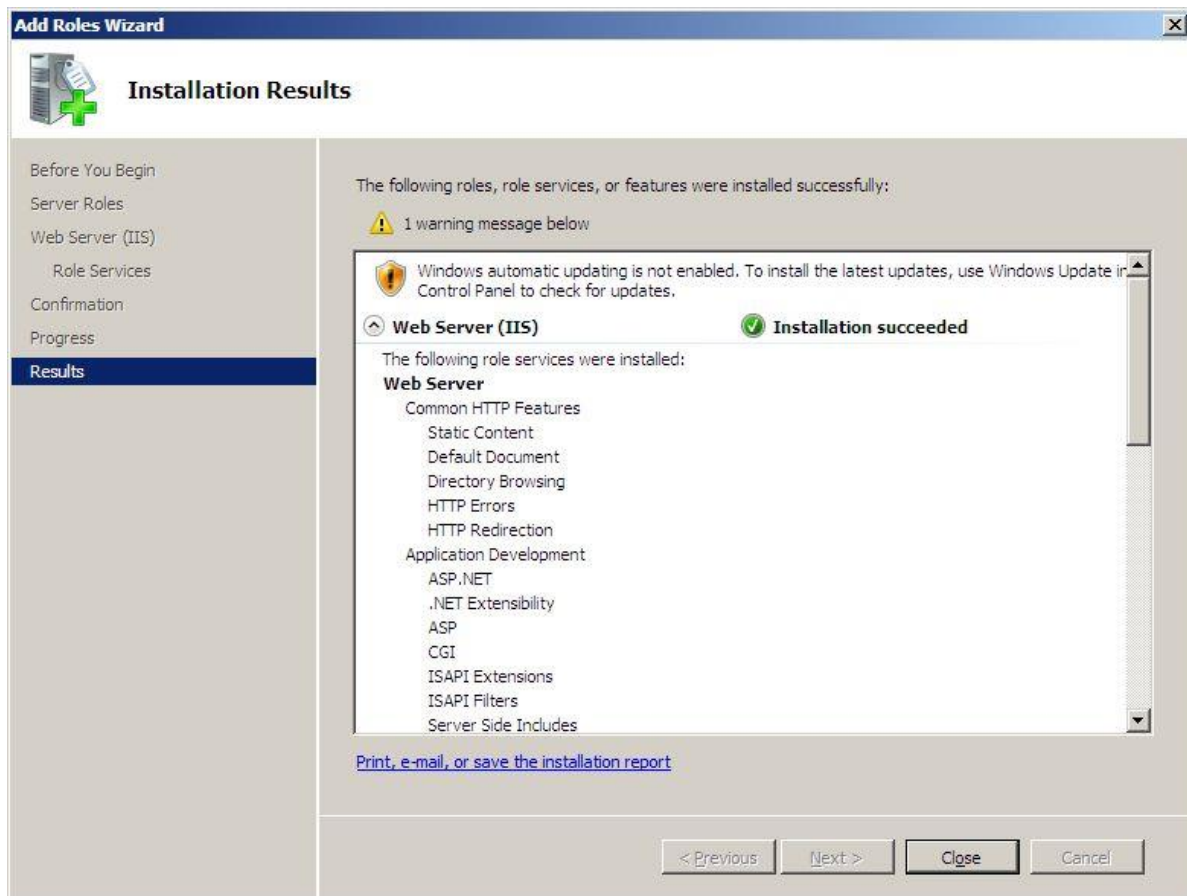 Add Roles Wizard
Installation Results
Before You Begin
Server Roles
Web Server (IIS)
Role Services
Confirmation
Progress
Results
The following roles, role services, or features were installed successfully:
1 warning message below
Windows automatic updating is not enabled. To install the latest updates, use Windows Update in
Control Panel to check for updates.
Web Server (IIS) Installation succeeded
The following role services were installed:
Web Server
Common HTTP Features
Static Content
Default Document
Directory Browsing
HTTP Errors
HTTP Redirection
Application Development
ASP.NET
.NET Extensibility
ASP
CGI
ISAPI Extensions
ISAPI Filters
Server Side Includes
Print, e-mail, or save the installation report
< Previous Next > Close Cancel